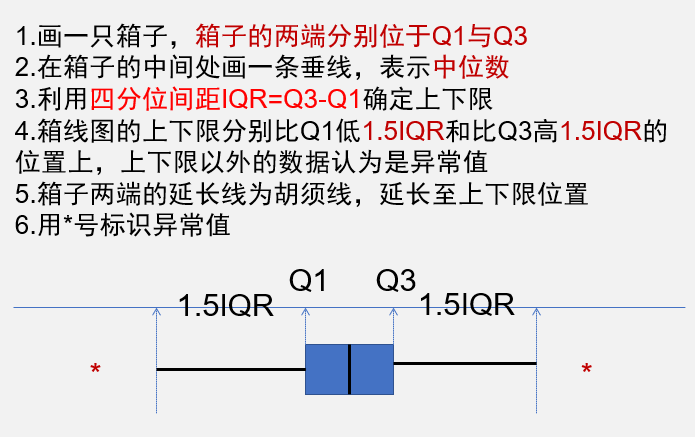 1.画一只箱子，箱子的两端分别位于Q1与Q3
2.在箱子的中间处画一条垂线，表示中位数
3.利用四分位间距IQR=Q3-Q1确定上下限
4.箱线图的上下限分别比Q1低1.5IQR和比Q3高1.5IQR的
位置上，上下限以外的数据认为是异常值
5.箱子两端的延长线为胡须线，延长至上下限位置
6.用*号标识异常值
Q1 Q3
1.5IQR 1.5IQR
* *